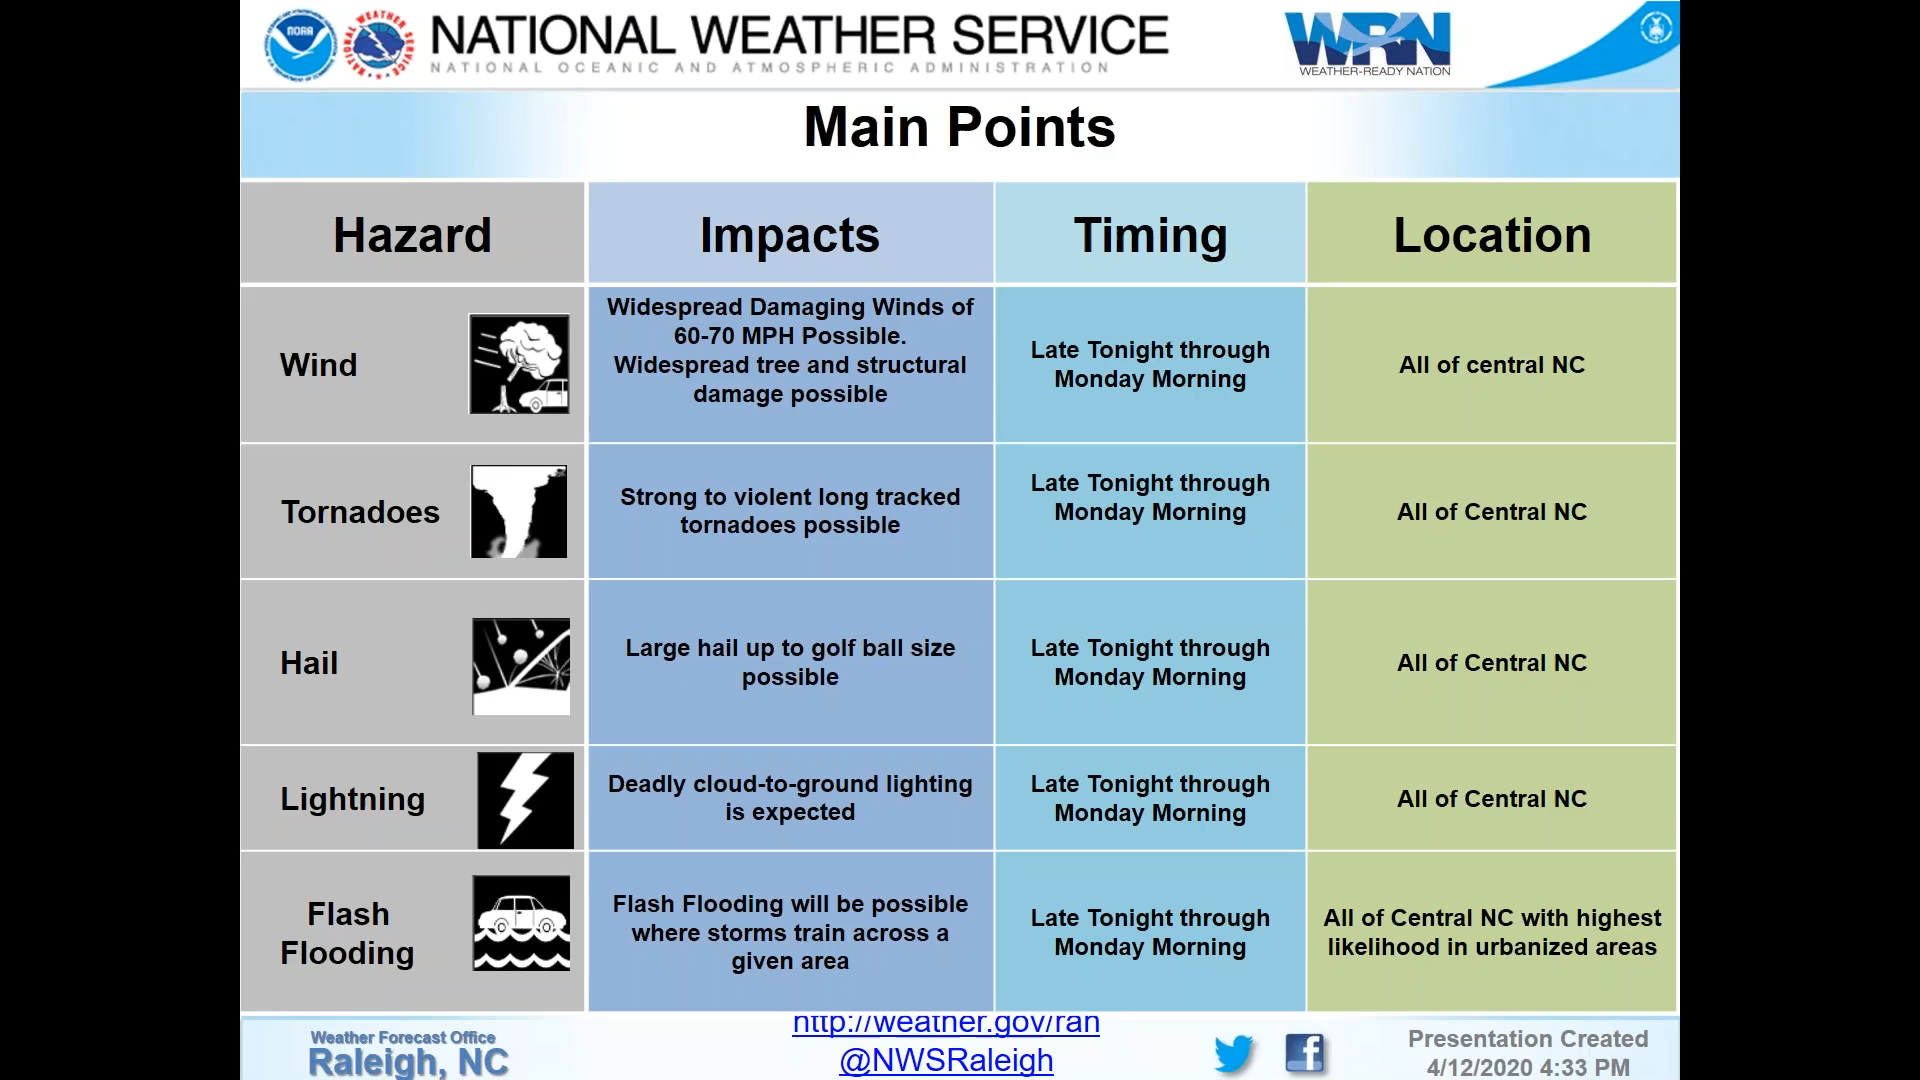 NOAA
NATIONAL WEATHER SERVICE
NATIONAL OCEANIC AND ATMOSPHERIC ADMINISTRATION
WRN
WEATHER-READY NATION
Main Points
Hazard
Impacts
Timing
Location
Wind
Widespread Damaging Winds of
60-70 MPH Possible.
Widespread tree and structural
damage possible
Late Tonight through
Monday Morning
All of central NC
Tornadoes
Strong to violent long tracked
tornadoes possible
Late Tonight through
Monday Morning
All of Central NC
Hail
Large hail up to golf ball size
possible
Late Tonight through
Monday Morning
All of Central NC
Lightning
Deadly cloud-to-ground lighting
is expected
Late Tonight through
Monday Morning
All of Central NC
Flash
Flooding
Flash Flooding will be possible
where storms train across a
given area
Late Tonight through
Monday Morning
All of Central NC with highest
likelihood in urbanized areas
Weather Forecast Office
Raleigh, NC
http://weather.gov/rah
@NWSRaleigh
Presentation Created
4/12/2020 4:33 PM